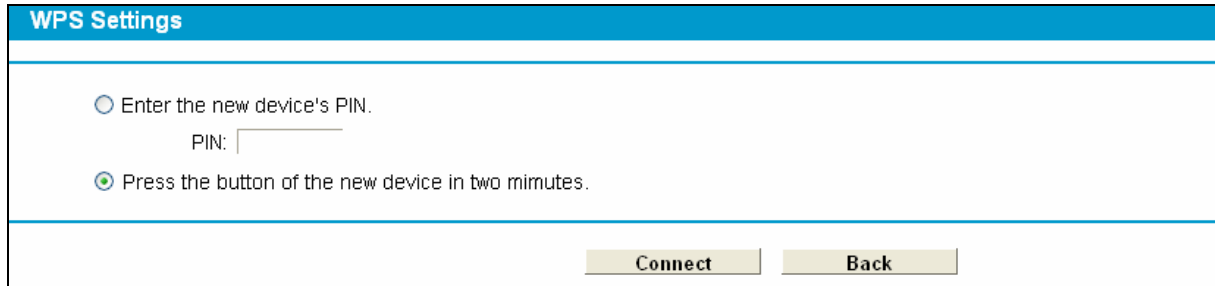 WPS Settings
Enter the new device's PIN.
PIN:
Press the button of the new device in two mimutes.
Connect Back